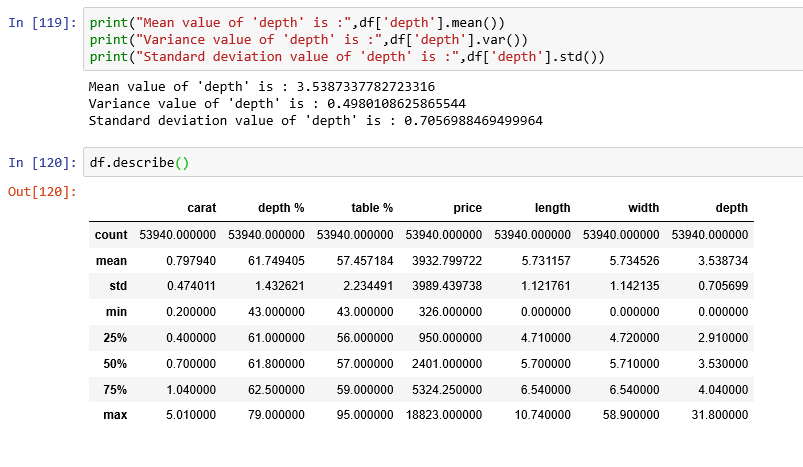 In [119]: print("Mean value of 'depth' is :",df['depth'].mean())
print("Variance value of 'depth' is :",df['depth'].var())
print("Standard deviation value of 'depth' is :",df['depth'].std())
Mean value of 'depth' is : 3.5387337782723316
Variance value of 'depth' is : 0.4980108625865544
Standard deviation value of 'depth' is : 0.7056988469499964
In [120]: df.describe()
Out[120]:
carat depth % table % price length width depth
count 53940.000000 53940.000000 53940.000000 53940.000000 53940.000000 53940.000000 53940.000000
mean 0.797940 61.749405 57.457184 3932.799722 5.731157 5.734526 3.538734
std 0.474011 1.432621 2.234491 3989.439738 1.121761 1.142135 0.705699
min 0.200000 43.000000 43.000000 326.000000 0.000000 0.000000 0.000000
25% 0.400000 61.000000 56.000000 950.000000 4.710000 4.720000 2.910000
50% 0.700000 61.800000 57.000000 2401.000000 5.700000 5.710000 3.530000
75% 1.040000 62.500000 59.000000 5324.250000 6.540000 6.540000 4.040000
max 5.010000 79.000000 95.000000 18823.000000 10.740000 58.900000 31.800000